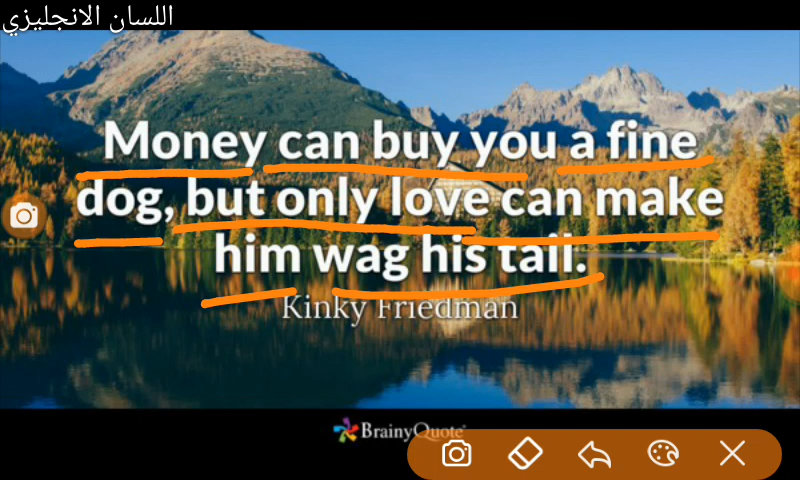 اللسان الانجليزي
Money can buy you a fine
dog, but only love can make
him wag his tail.
Kinky Friedman
BrainyQuote